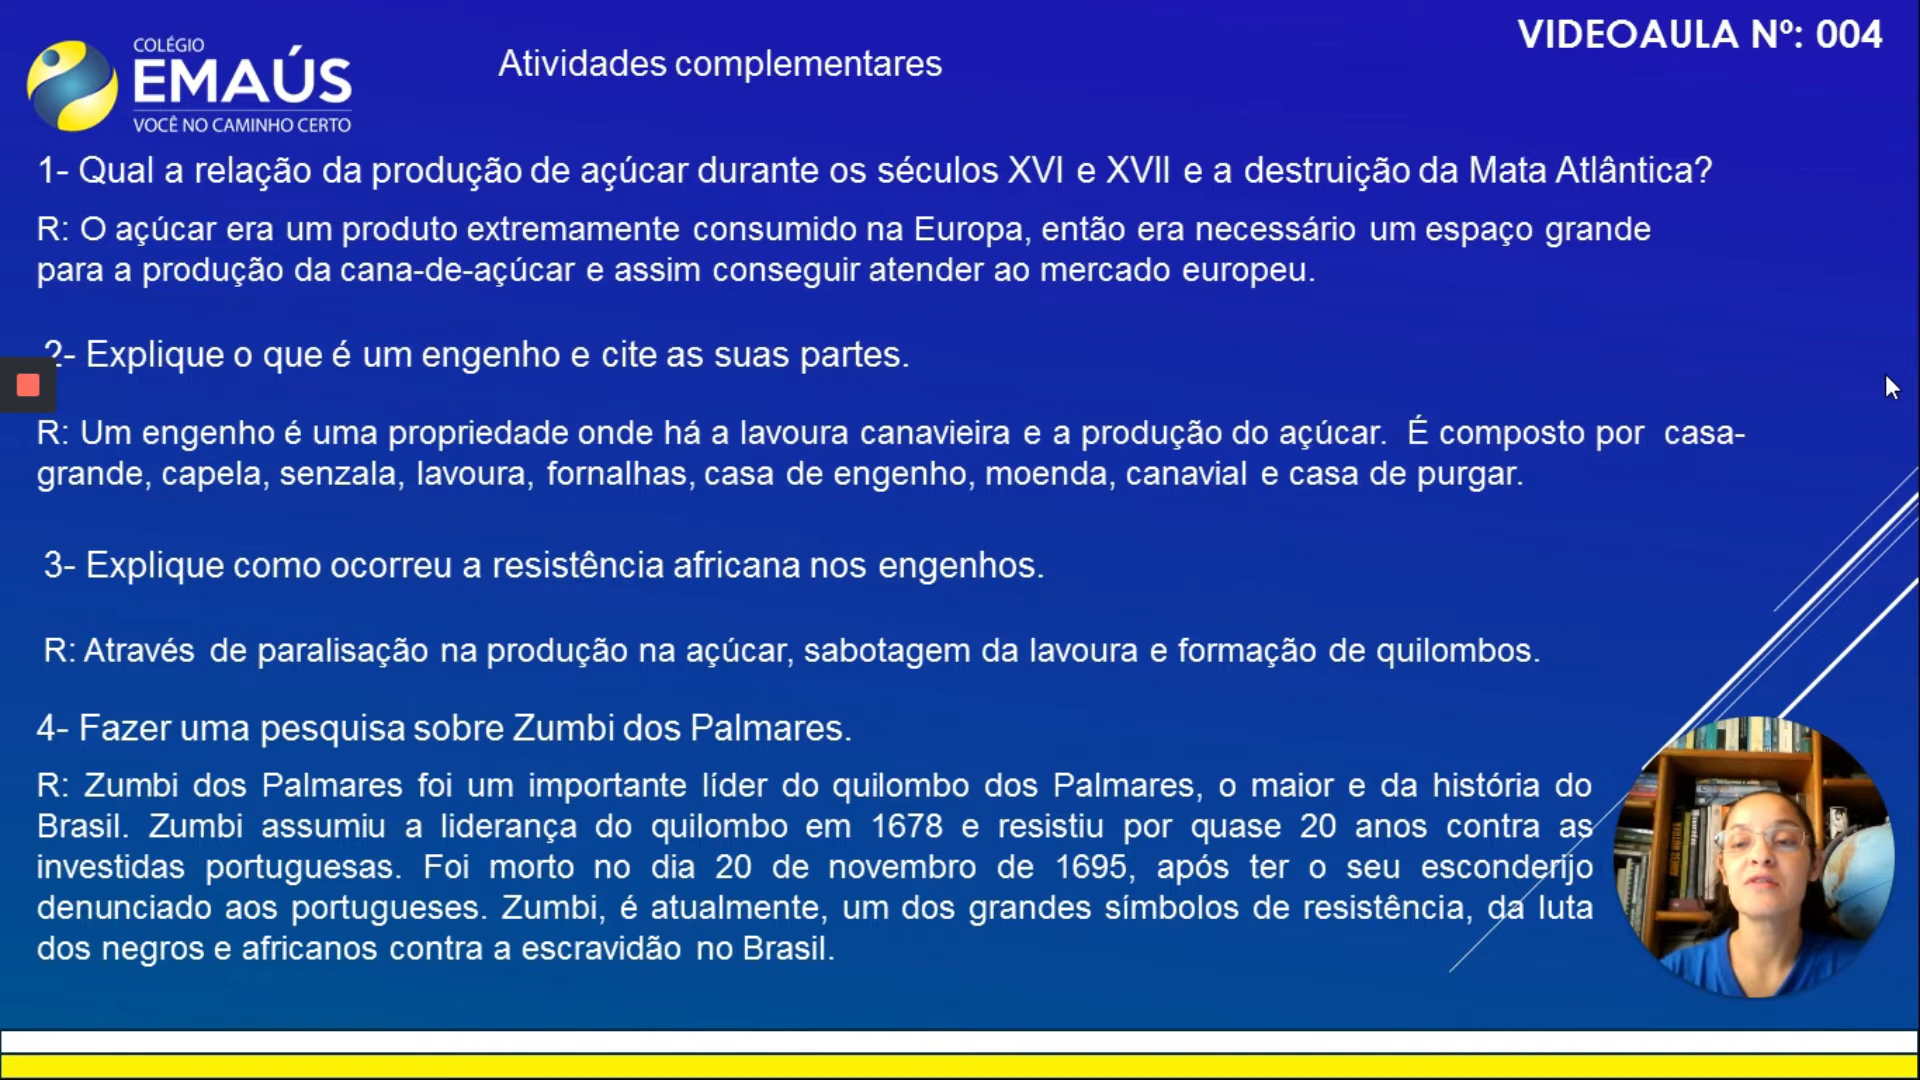 COLÉGIO
EMAÚS
VOCÊ NO CAMINHO CERTO
Atividades complementares
VIDEOAULA Nº: 004
1- Qual a relação da produção de açúcar durante os séculos XVI e XVII e a destruição da Mata Atlântica?
R: O açúcar era um produto extremamente consumido na Europa, então era necessário um espaço grande
para a produção da cana-de-açúcar e assim conseguir atender ao mercado europeu.
2- Explique o que é um engenho e cite as suas partes.
R: Um engenho é uma propriedade onde há a lavoura canavieira e a produção do açúcar. É composto por casa-
grande, capela, senzala, lavoura, fornalhas, casa de engenho, moenda, canavial e casa de purgar.
3- Explique como ocorreu a resistência africana nos engenhos.
R: Através de paralisação na produção na açúcar, sabotagem da lavoura e formação de quilombos.
4- Fazer uma pesquisa sobre Zumbi dos Palmares.
R: Zumbi dos Palmares foi um importante líder do quilombo dos Palmares, o maior e da história do
Brasil. Zumbi assumiu a liderança do quilombo em 1678 e resistiu por quase 20 anos contra as
investidas portuguesas. Foi morto no dia 20 de novembro de 1695, após ter o seu esconderijo
denunciado aos portugueses. Zumbi, é atualmente, um dos grandes símbolos de resistência, da luta
dos negros e africanos contra a escravidão no Brasil.